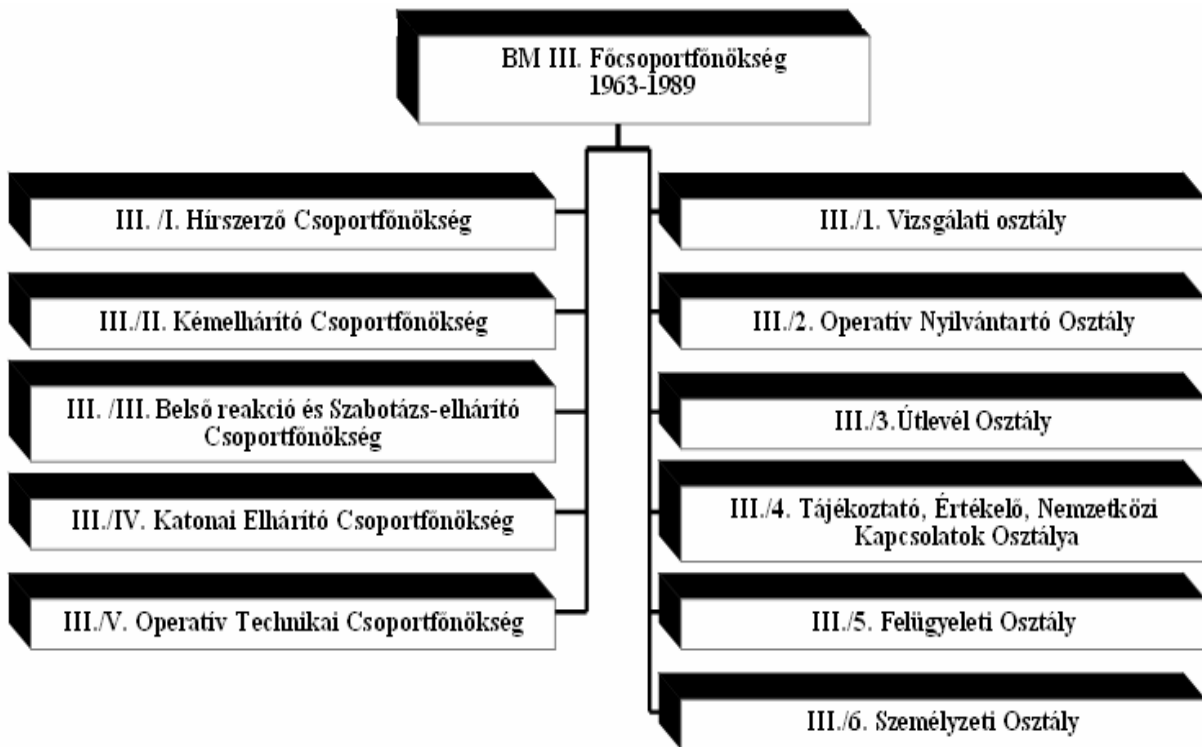 BM III. Főcsoportfőnökség
1963-1989
III. /I. Hírszerző Csoportfőnökség
III./II. Kémelhárító Csoportfőnökség
III. /III. Belső reakció és Szabotázs-elhárító
Csoportfőnökség
III./IV. Katonai Elhárító Csoportfőnökség
III./V. Operatív Technikai Csoportfőnökség
III./1. Vizsgálati osztály
III./2. Operatív Nyilvántartó Osztály
III./3.Útlevél Osztály
III./4. Tájékoztató, Értékelő, Nemzetközi
Kapcsolatok Osztálya
III./5. Felügyeleti Osztály
III./6. Személyzeti Osztály